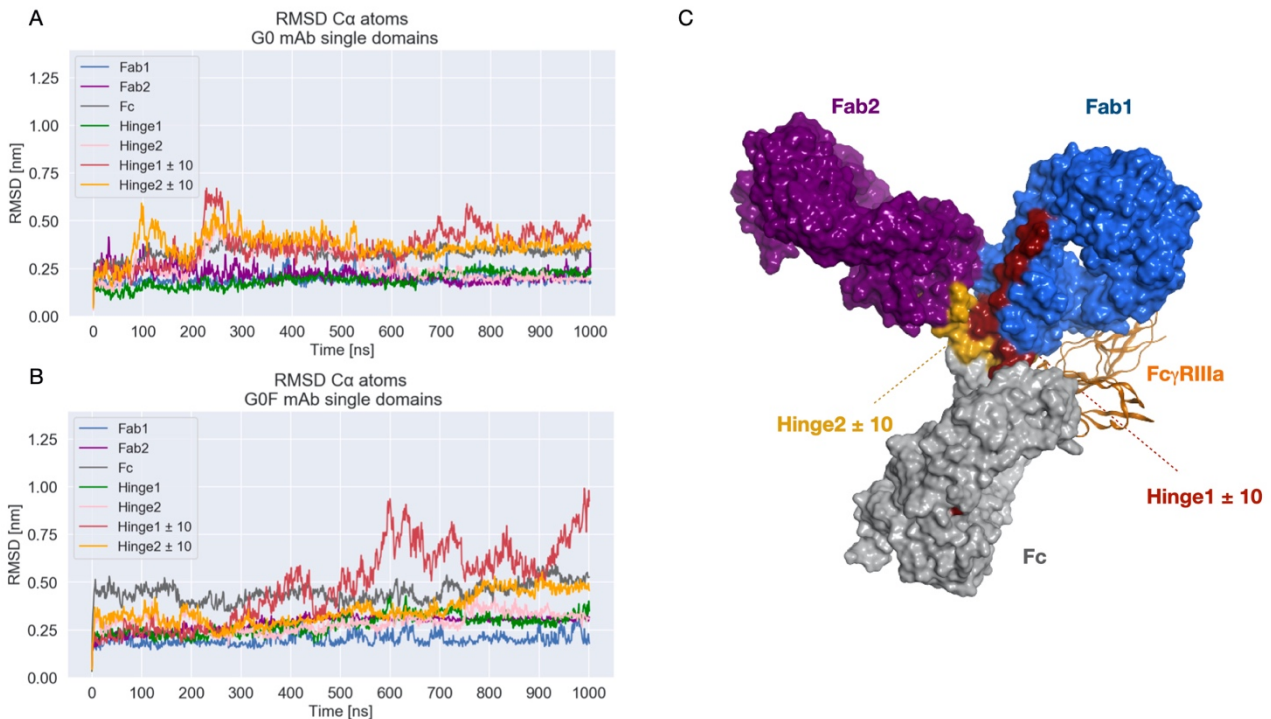 A
RMSD Cα atoms
G0 mAb single domains
RMSD [nm]
1.25
1.00
0.75
0.50
0.25
0.00
Fab1
Fab2
Fc
Hinge1
Hinge2
Hinge1 ± 10
Hinge2 ± 10
0 100 200 300 400 500 600 700 800 900 1000
Time [ns]
B
RMSD Cα atoms
G0F mAb single domains
RMSD [nm]
1.25
1.00
0.75
0.50
0.25
0.00
Fab1
Fab2
Fc
Hinge1
Hinge2
Hinge1 ± 10
Hinge2 ± 10
0 100 200 300 400 500 600 700 800 900 1000
Time [ns]
C
Fab2
Fab1
FcγRIIIa
Hinge2 ± 10
Hinge1 ± 10
Fc